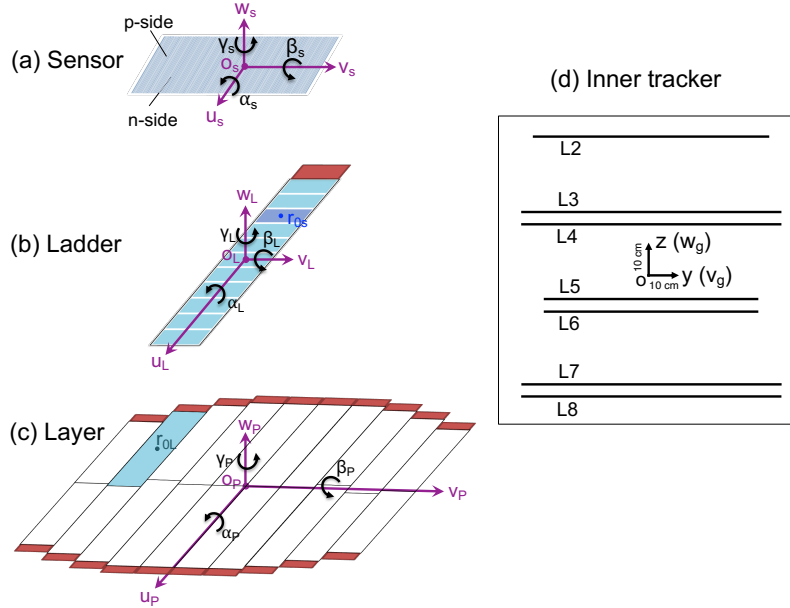 (a) Sensor
p-side
n-side
w_s
γ_s
o_s
β_s
v_s
α_s
u_s
(b) Ladder
w_L
r_0s
γ_L
β_L
o_L
v_L
α_L
u_L
(c) Layer
r_0L
w_P
γ_P
β_P
o_P
v_P
α_P
u_P
(d) Inner tracker
L2
L3
L4
z (w_g)
10 cm
o
10 cm
y (v_g)
L5
L6
L7
L8